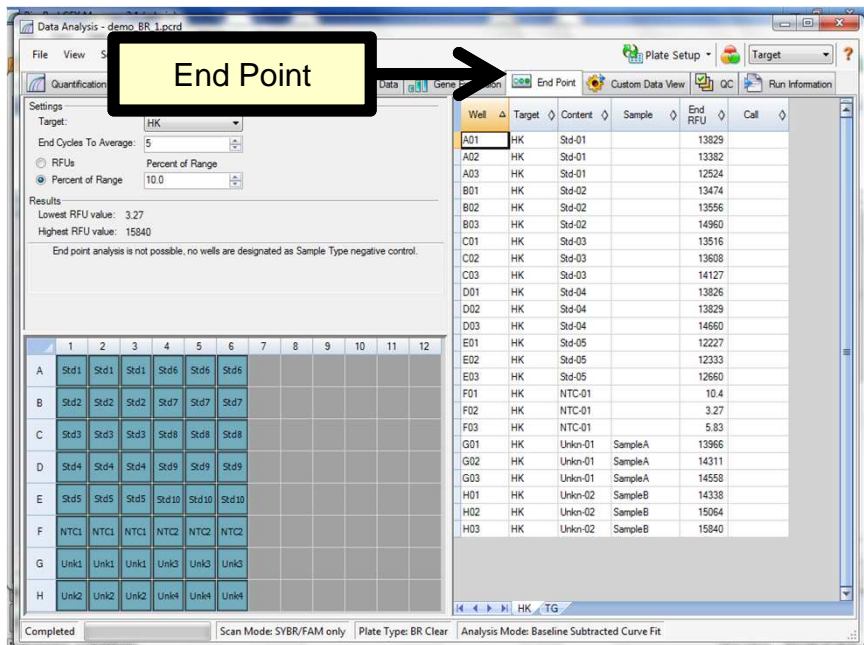 Data Analysis - demo_BR_1.pcrd
File View
End Point
Plate Setup
Target
?
Quantification
Data
End Point
Custom Data View
QC
Run Information
Settings
Target: HK
End Cycles To Average: 5
RFUs Percent of Range
Percent of Range 10.0
Results
Lowest RFU value: 3.27
Highest RFU value: 15840
End point analysis is not possible, no wells are designated as Sample Type negative control.
1 2 3 4 5 6 7 8 9 10 11 12
A Std1 Std1 Std1 Std6 Std6 Std6
B Std2 Std2 Std2 Std7 Std7 Std7
C Std3 Std3 Std3 Std8 Std8 Std8
D Std4 Std4 Std4 Std9 Std9 Std9
E Std5 Std5 Std5 Std10 Std10 Std10
F NTC1 NTC1 NTC1 NTC2 NTC2 NTC2
G Unk1 Unk1 Unk1 Unk3 Unk3 Unk3
H Unk2 Unk2 Unk2 Unk4 Unk4 Unk4
Well Target Content Sample End RFU Call
A01 HK Std-01 13829
A02 HK Std-01 13382
A03 HK Std-01 12524
B01 HK Std-02 13474
B02 HK Std-02 13556
B03 HK Std-02 14960
C01 HK Std-03 13516
C02 HK Std-03 13608
C03 HK Std-03 14127
D01 HK Std-04 13826
D02 HK Std-04 13829
D03 HK Std-04 14660
E01 HK Std-05 12227
E02 HK Std-05 12333
E03 HK Std-05 12660
F01 HK NTC-01 10.4
F02 HK NTC-01 3.27
F03 HK NTC-01 5.83
G01 HK Unkn-01 SampleA 13966
G02 HK Unkn-01 SampleA 14311
G03 HK Unkn-01 SampleA 14558
H01 HK Unkn-02 SampleB 14338
H02 HK Unkn-02 SampleB 15064
H03 HK Unkn-02 SampleB 15840
HK TG
Completed
Scan Mode: SYBR/FAM only
Plate Type: BR Clear
Analysis Mode: Baseline Subtracted Curve Fit